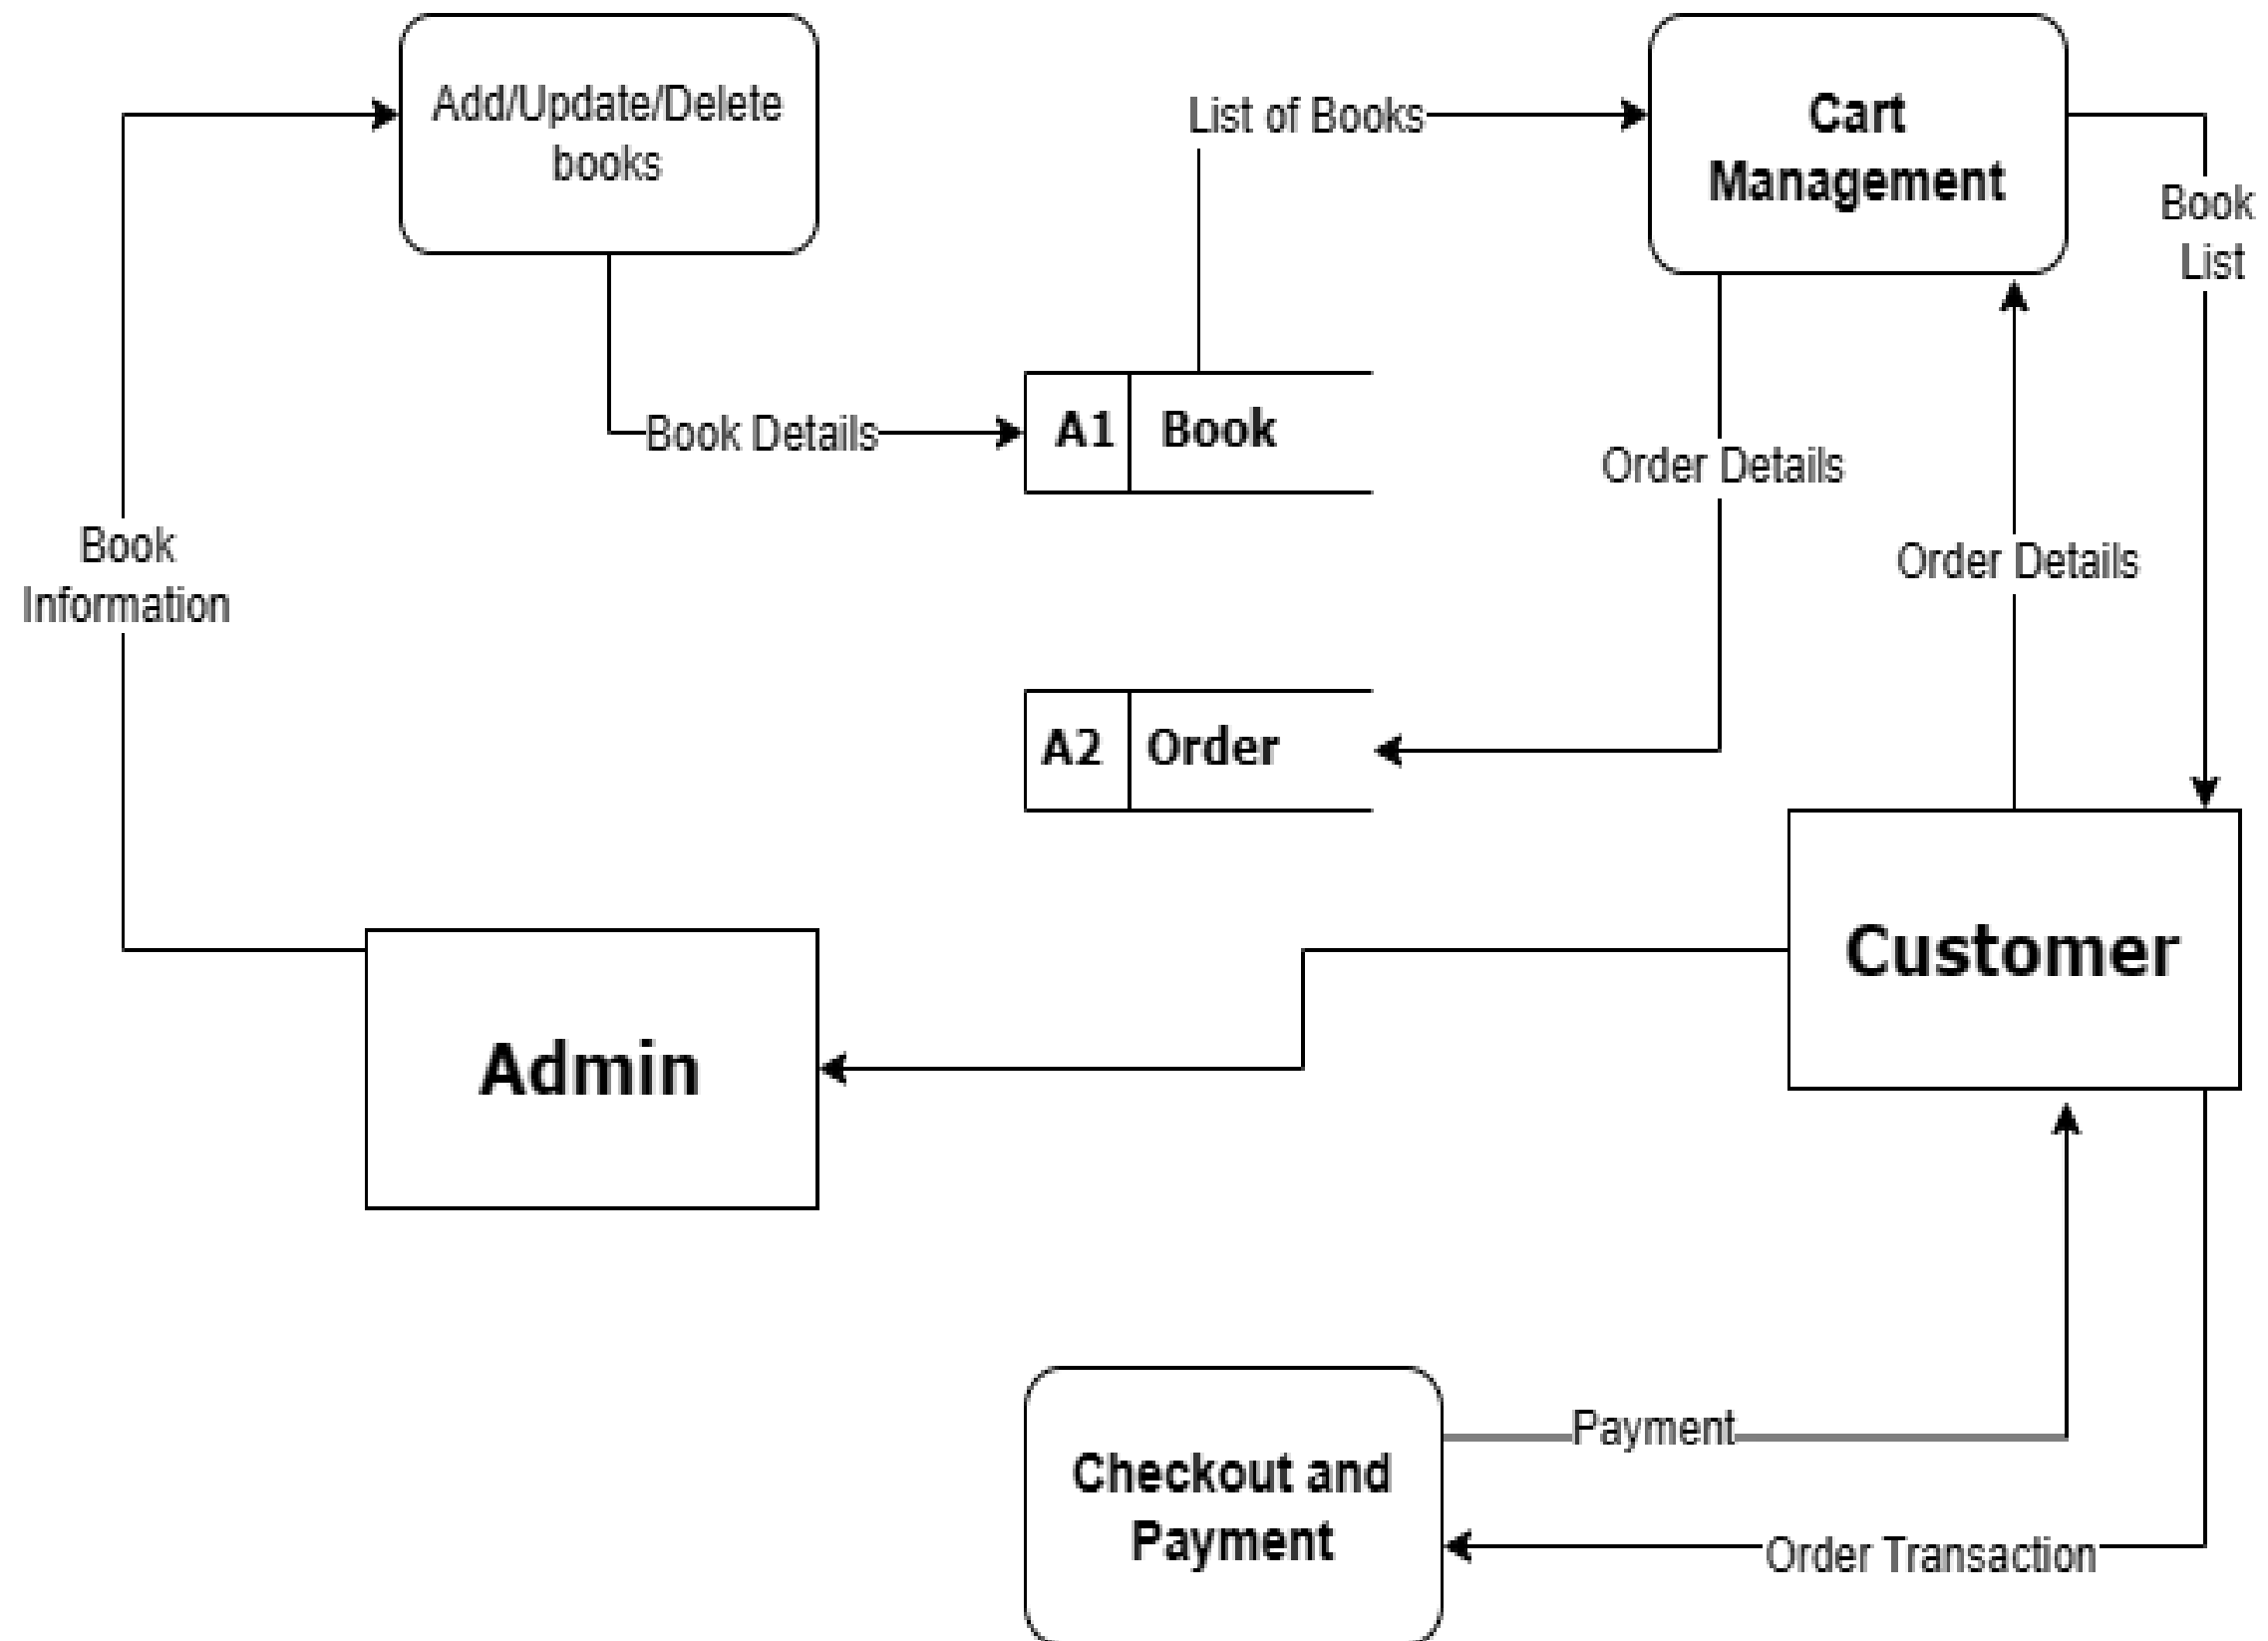 Add/Update/Delete
books
List of Books
Cart
Management
Book
List
Book Details
A1 Book
Order Details
Book
Information
Order Details
A2 Order
Customer
Admin
Payment
Checkout and
Payment
Order Transaction